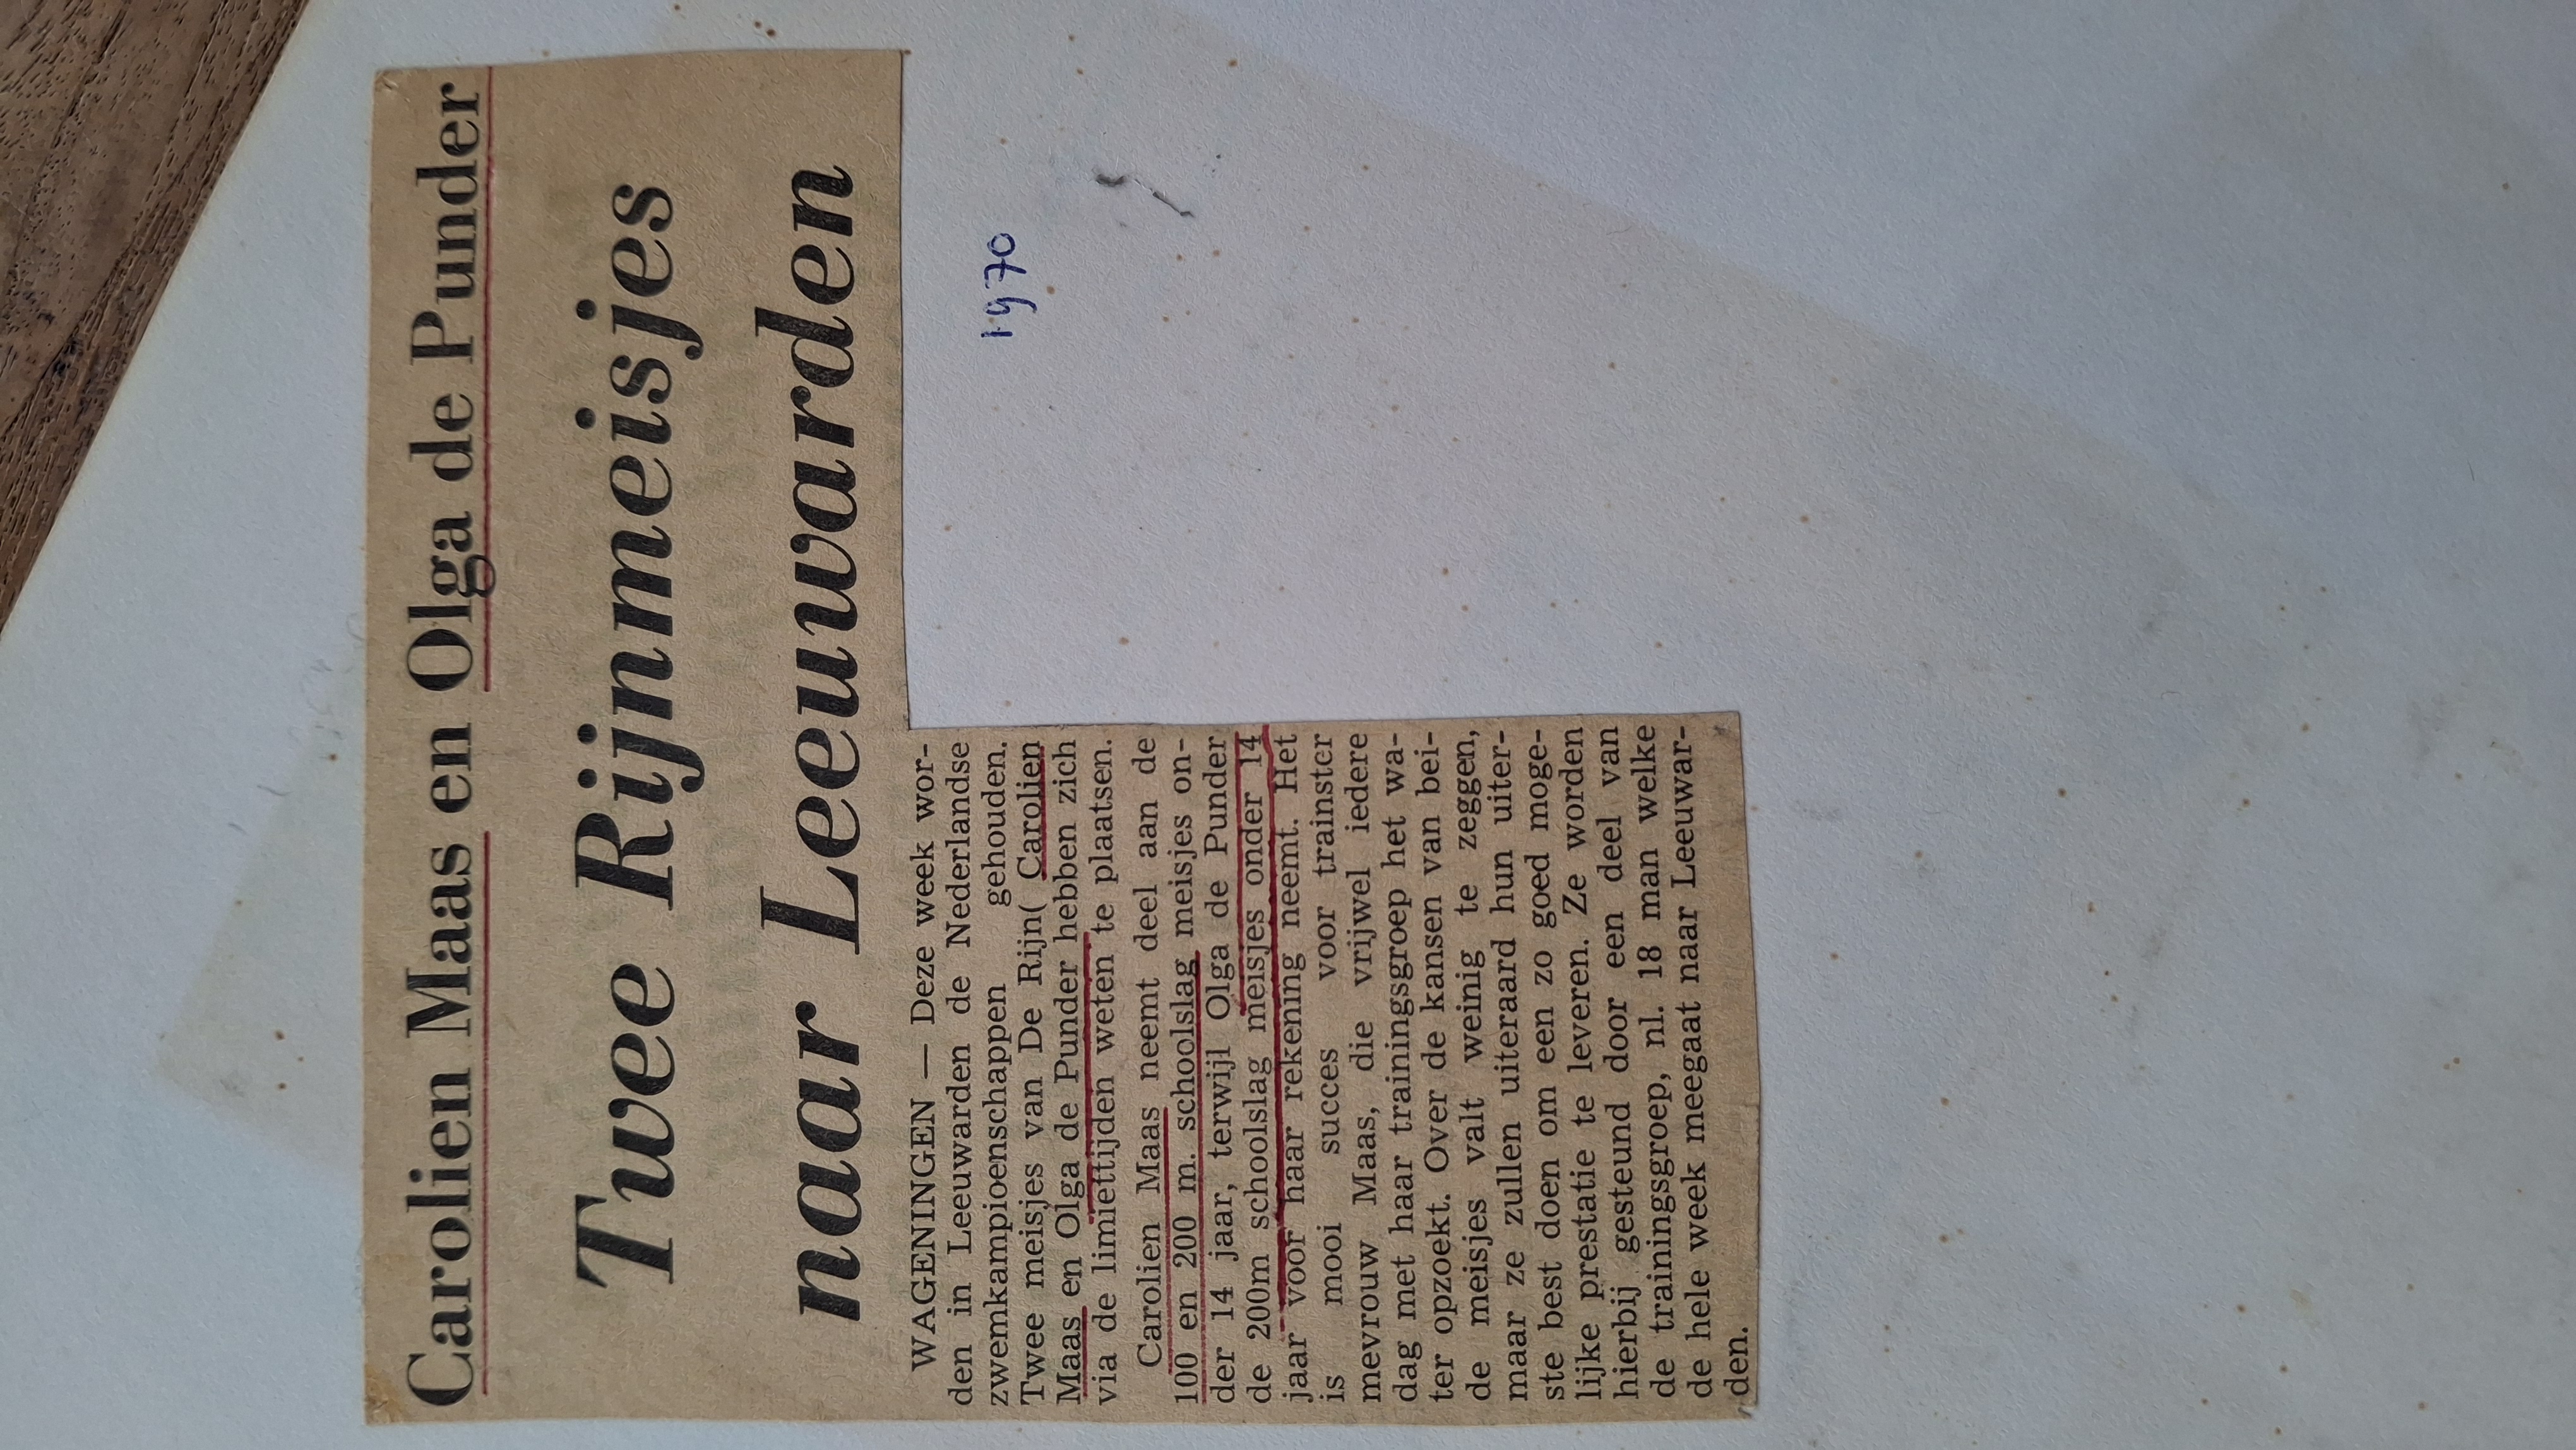 Carolien Maas en Olga de Punder
Twee Rijnmeisjes
naar Leeuwarden
1970
WAGENINGEN — Deze week wor-
den in Leeuwarden de Nederlandse
zwemkampioenschappen gehouden.
Twee meisjes van De Rijn( Carolien
Maas en Olga de Punder hebben zich
via de limiettijden weten te plaatsen.
Carolien Maas neemt deel aan de
100 en 200 m. schoolslag meisjes on-
der 14 jaar, terwijl Olga de Punder
de 200m schoolslag meisjes onder 14
jaar voor haar rekening neemt. Het
is mooi succes voor trainster
mevrouw Maas, die vrijwel iedere
dag met haar trainingsgroep het wa-
ter opzoekt. Over de kansen van bei-
de meisjes valt weinig te zeggen,
maar ze zullen uiteraard hun uiter-
ste best doen om een zo goed moge-
lijke prestatie te leveren. Ze worden
hierbij gesteund door een deel van
de trainingsgroep, nl. 18 man welke
de hele week meegaat naar Leeuwar-
den.